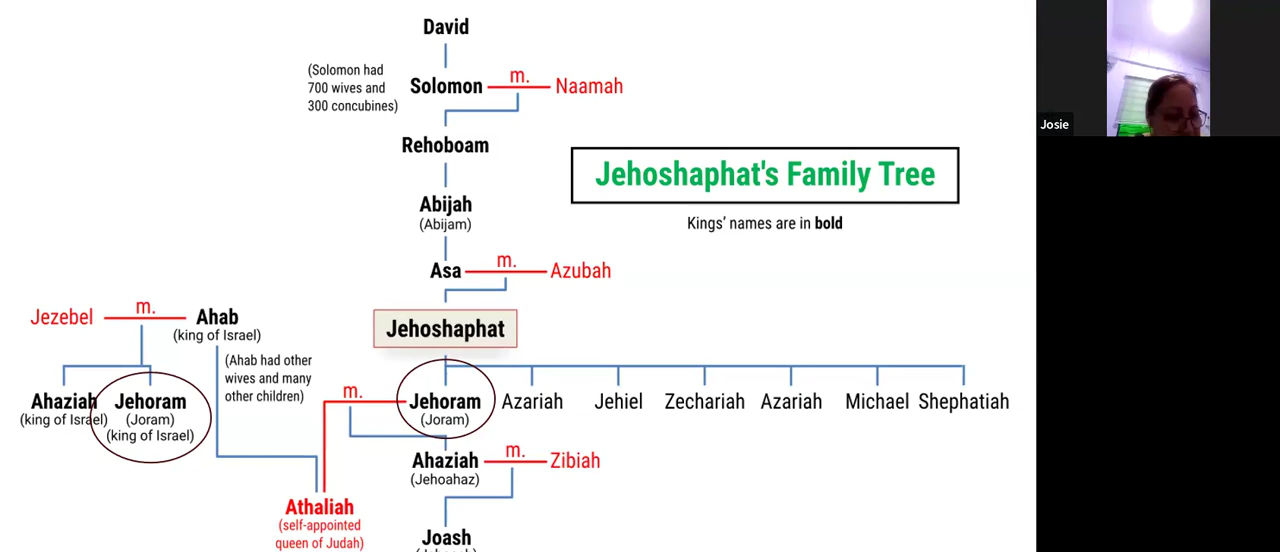 David
(Solomon had
700 wives and
300 concubines)
Solomon m. Naamah
Rehoboam
Jehoshaphat's Family Tree
Kings' names are in bold
Abijah
(Abijam)
Asa m. Azubah
Jezebel m. Ahab
(king of Israel)
Jehoshaphat
(Ahab had other
wives and many
other children)
Ahaziah
(king of Israel)
Jehoram
(Joram)
(king of Israel)
m.
Jehoram
(Joram)
Azariah Jehiel Zechariah Azariah Michael Shephatiah
Ahaziah m. Zibiah
(Jehoahaz)
Athaliah
(self-appointed
queen of Judah)
Joash
Josie